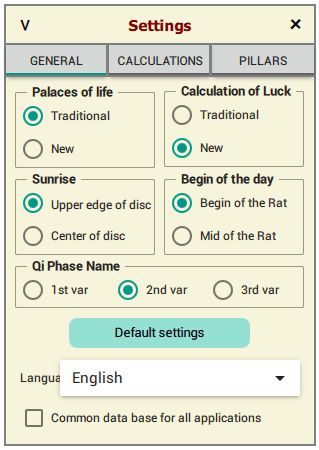 V Settings ×
GENERAL CALCULATIONS PILLARS
Palaces of life
Traditional
New
Calculation of Luck
Traditional
New
Sunrise
Upper edge of disc
Center of disc
Begin of the day
Begin of the Rat
Mid of the Rat
Qi Phase Name
1st var 2nd var 3rd var
Default settings
Langua English
Common data base for all applications